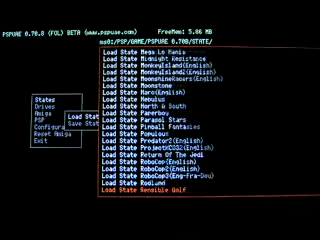 PSPUAE 0.70.8 (FOL) BETA (www.pspuae.com) FreeMem: 5.86 MB
ms0:/PSP/GAME/PSPUAE 0.70B/STATE/
Load State Mega Lo Mania
Load State Midnight Resistance
Load State MonkeyIsland(English)
Load State MonkeyIsland2(English)
Load State MoonshineRacers(English)
Load State Moonstone
Load State Narc(English)
Load State Nebulus
Load State North & South
Load State Paperboy
Load State Parasol Stars
Load State Pinball Fantasies
Load State Populous
Load State Predator2(English)
Load State ProjectX(English)
Load State Return Of The Jedi
Load State RoboCop(English)
Load State RoboCop2(English)
Load State RoboCop3(Eng-Fra-Deu)
Load State Rodland
Load State Sensible Golf
States
Drives
Amiga
PSP
Configura
Reset Amiga
Exit
Load Stat
Save Stat